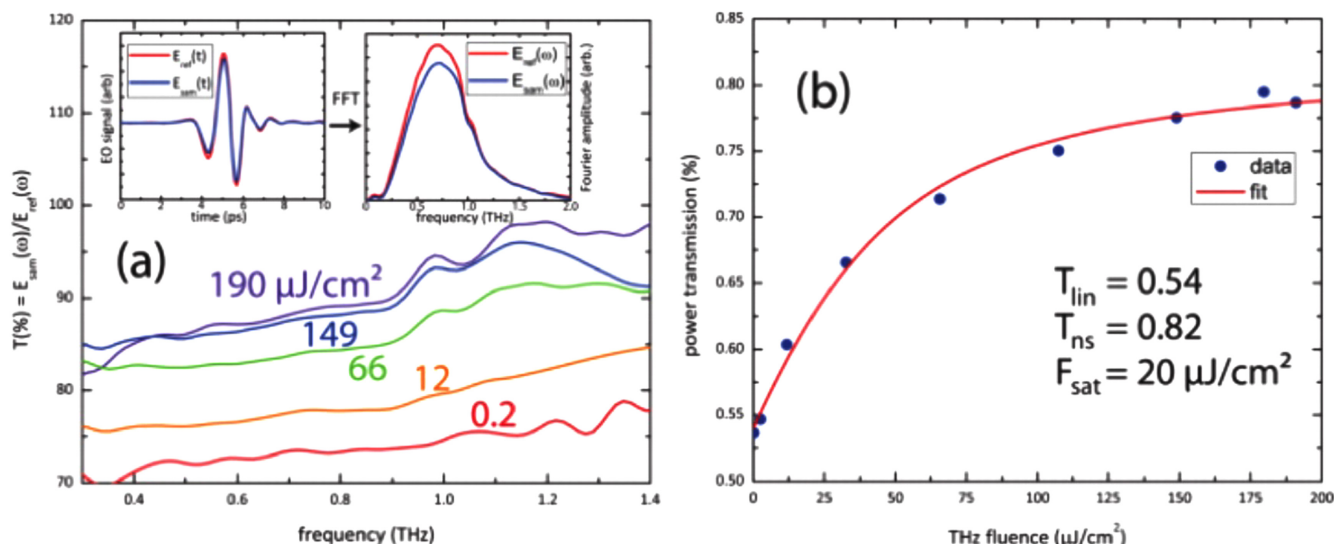 120
110
100
90
80
70
T(%) = E_sam(ω)/E_ref(ω)
0.4
0.6
0.8
1.0
1.2
1.4
frequency (THz)
(a)
190 μJ/cm²
149
66
12
0.2
EO signal (arb)
E_ref(t)
E_sam(t)
0
2
4
6
8
10
time (ps)
FFT
E_ref(ω)
E_sam(ω)
Fourier amplitude (arb.)
0
0.5
1.0
1.5
2.0
frequency (THz)
(b)
0.85
0.80
0.75
0.70
0.65
0.60
0.55
0.50
power transmission (%)
data
fit
T_lin = 0.54
T_ns = 0.82
F_sat = 20 μJ/cm²
0
25
50
75
100
125
150
175
200
THz fluence (μJ/cm²)